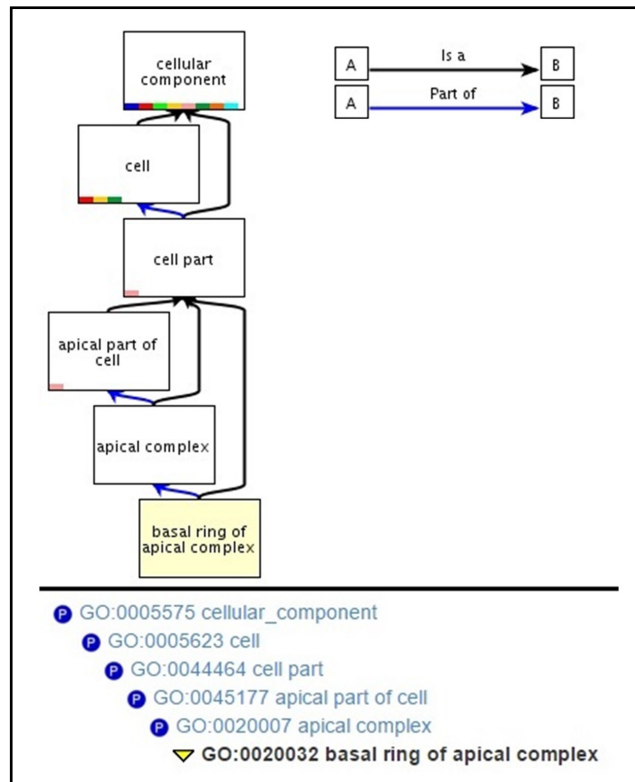 cellular
component
A Is a B
A Part of B
cell
cell part
apical part of
cell
apical complex
basal ring of
apical complex
P GO:0005575 cellular_component
P GO:0005623 cell
P GO:0044464 cell part
P GO:0045177 apical part of cell
P GO:0020007 apical complex
GO:0020032 basal ring of apical complex